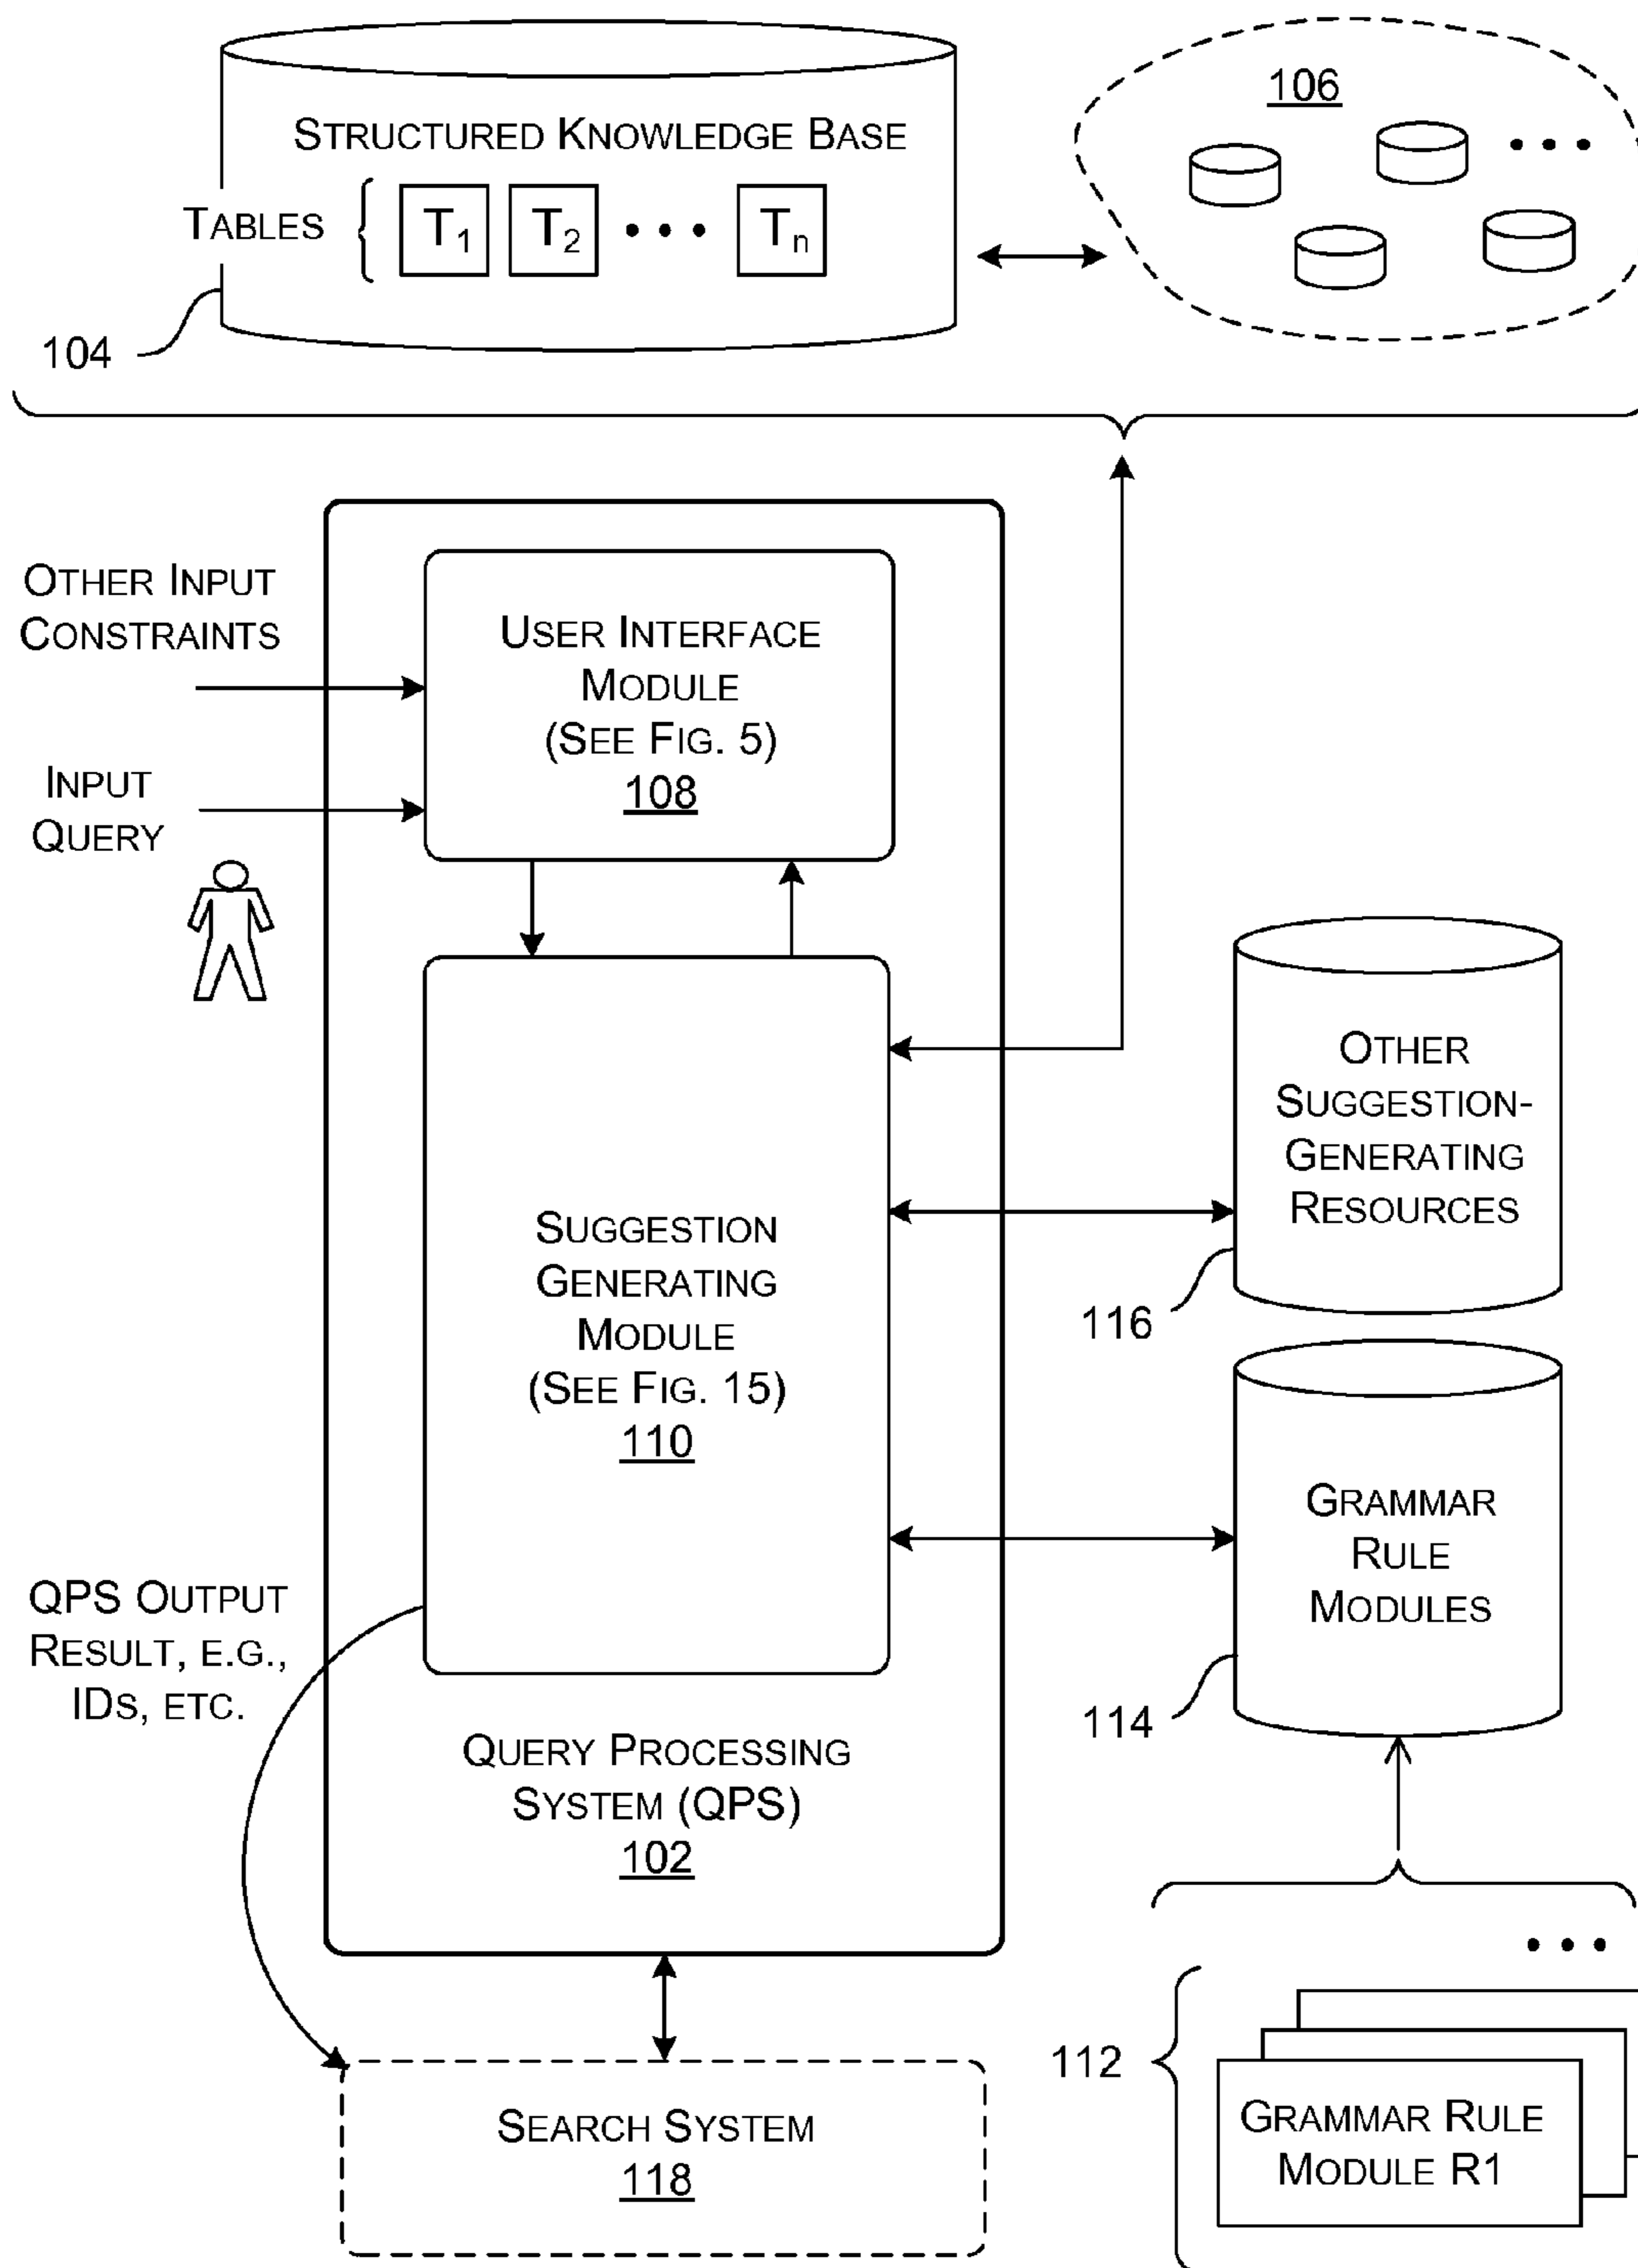 106
STRUCTURED KNOWLEDGE BASE
TABLES { T1 T2 • • • Tn
• • •
104
OTHER INPUT
CONSTRAINTS
INPUT
QUERY
USER INTERFACE
MODULE
(SEE FIG. 5)
108
SUGGESTION
GENERATING
MODULE
(SEE FIG. 15)
110
OTHER
SUGGESTION-
GENERATING
RESOURCES
116
GRAMMAR
RULE
MODULES
114
QPS OUTPUT
RESULT, E.G.,
IDS, ETC.
QUERY PROCESSING
SYSTEM (QPS)
102
• • •
112
GRAMMAR RULE
MODULE R1
SEARCH SYSTEM
118